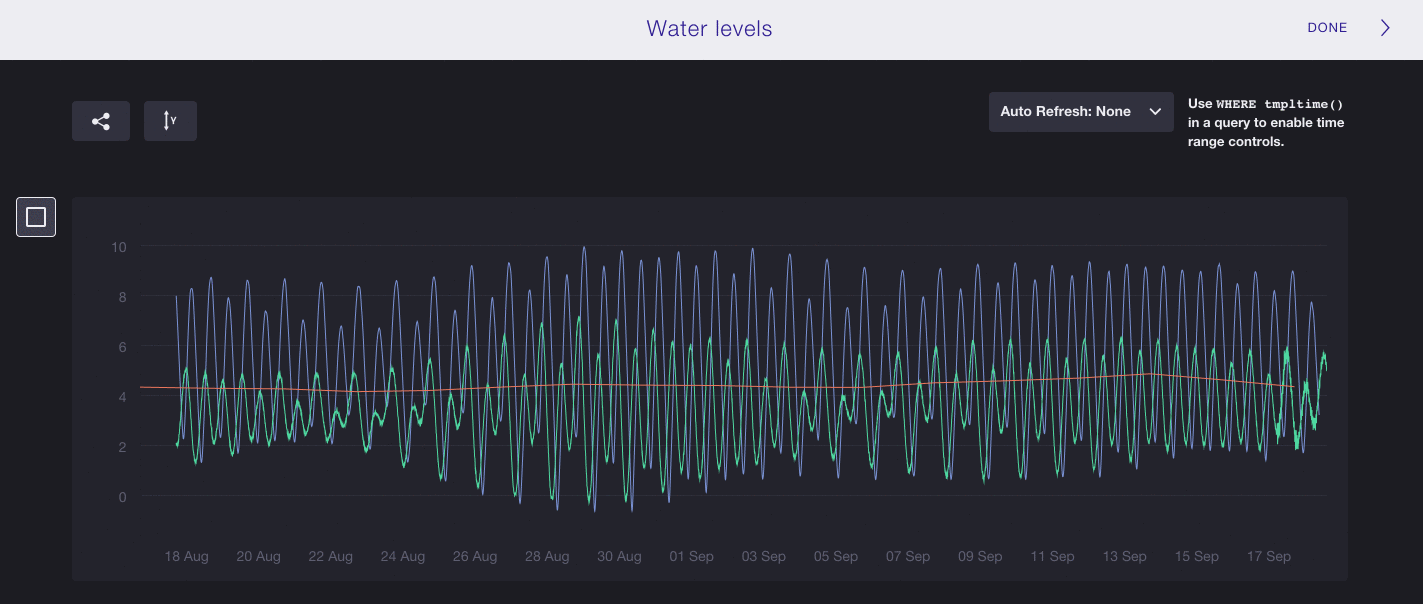 Water levels
DONE
Y
Auto Refresh: None
Use WHERE tmpltime()
in a query to enable time
range controls.
10
8
6
4
2
0
18 Aug 20 Aug 22 Aug 24 Aug 26 Aug 28 Aug 30 Aug 01 Sep 03 Sep 05 Sep 07 Sep 09 Sep 11 Sep 13 Sep 15 Sep 17 Sep